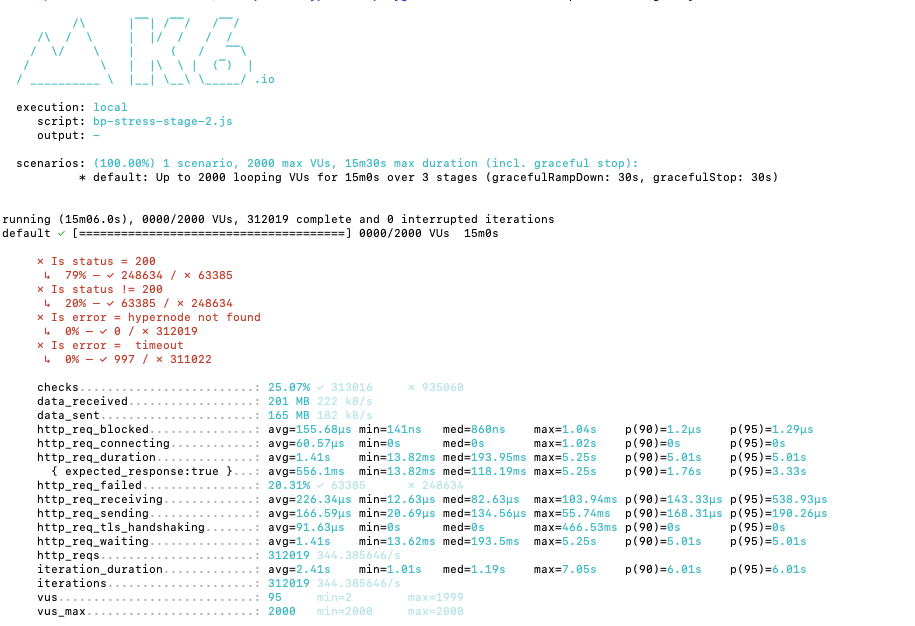 .io
execution: local
script: bp-stress-stage-2.js
output: -
scenarios: (100.00%) 1 scenario, 2000 max VUs, 15m30s max duration (incl. graceful stop):
* default: Up to 2000 looping VUs for 15m0s over 3 stages (gracefulRampDown: 30s, gracefulStop: 30s)
running (15m06.0s), 0000/2000 VUs, 312019 complete and 0 interrupted iterations
default ✓ [======================================] 0000/2000 VUs  15m0s
✗ Is status = 200
↳  79% — ✓ 248634 / ✗ 63385
✗ Is status != 200
↳  20% — ✓ 63385 / ✗ 248634
✗ Is error = hypernode not found
↳  0% — ✓ 0 / ✗ 312019
✗ Is error =  timeout
↳  0% — ✓ 997 / ✗ 311022
checks.........................: 25.07% ✓ 313016     ✗ 935060
data_received..................: 201 MB 222 kB/s
data_sent......................: 165 MB 182 kB/s
http_req_blocked...............: avg=155.68µs min=141ns   med=860ns    max=1.04s    p(90)=1.2µs    p(95)=1.29µs
http_req_connecting............: avg=60.57µs  min=0s      med=0s       max=1.02s    p(90)=0s       p(95)=0s
http_req_duration..............: avg=1.41s    min=13.82ms med=193.95ms max=5.25s    p(90)=5.01s    p(95)=5.01s
{ expected_response:true }...: avg=556.1ms  min=13.82ms med=118.19ms max=5.25s    p(90)=1.76s    p(95)=3.33s
http_req_failed................: 20.31% ✓ 63385      ✗ 248634
http_req_receiving.............: avg=226.34µs min=12.63µs med=82.63µs  max=103.94ms p(90)=143.33µs p(95)=538.93µs
http_req_sending...............: avg=166.59µs min=20.69µs med=134.56µs max=55.74ms  p(90)=168.31µs p(95)=190.26µs
http_req_tls_handshaking.......: avg=91.63µs  min=0s      med=0s       max=466.53ms p(90)=0s       p(95)=0s
http_req_waiting...............: avg=1.41s    min=13.62ms med=193.5ms  max=5.25s    p(90)=5.01s    p(95)=5.01s
http_reqs......................: 312019 344.385646/s
iteration_duration.............: avg=2.41s    min=1.01s   med=1.19s    max=7.05s    p(90)=6.01s    p(95)=6.01s
iterations.....................: 312019 344.385646/s
vus............................: 95     min=2        max=1999
vus_max........................: 2000   min=2000     max=2000